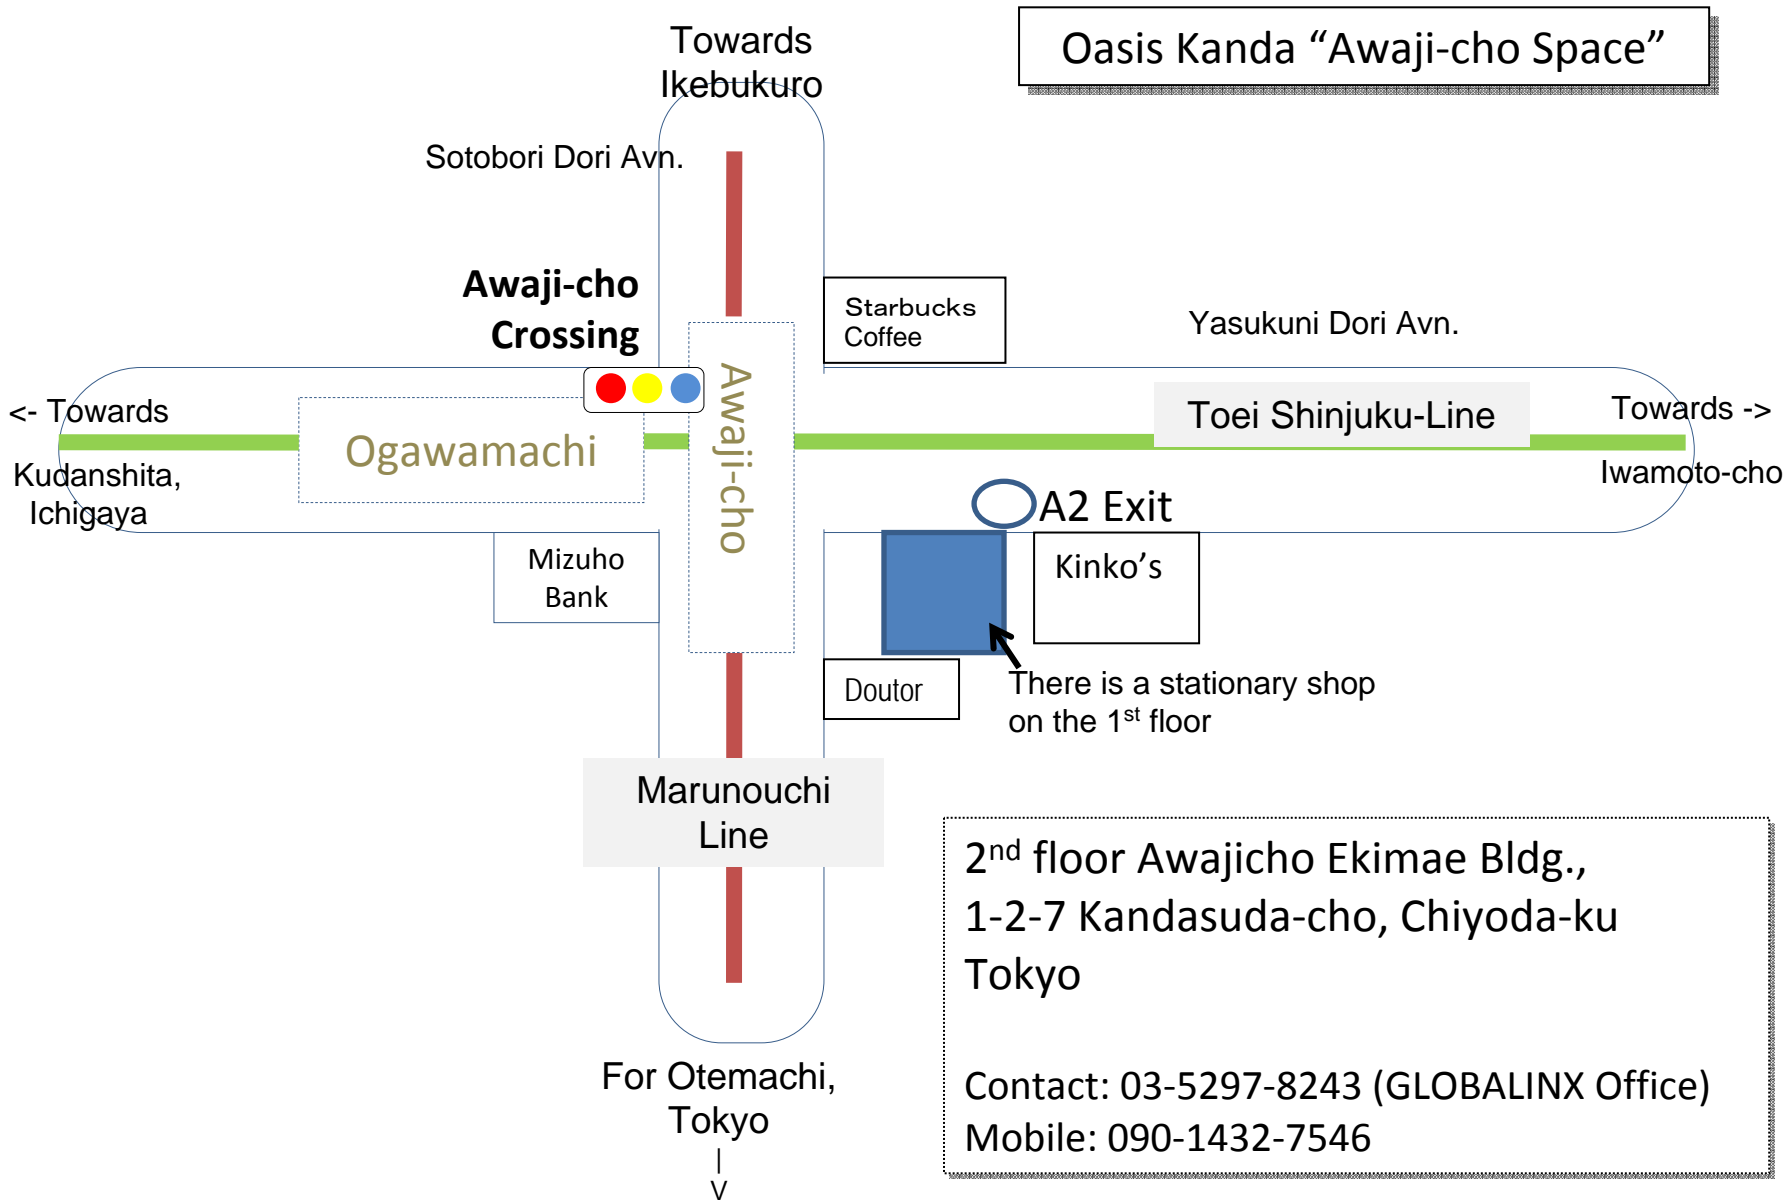 Oasis Kanda “Awaji-cho Space”
Towards
Ikebukuro
Sotobori Dori Avn.
Awaji-cho
Crossing
Starbucks
Coffee
Yasukuni Dori Avn.
<- Towards
Kudanshita,
Ichigaya
Ogawamachi
Awaji-cho
Toei Shinjuku-Line
Towards ->
Iwamoto-cho
A2 Exit
Mizuho
Bank
Kinko’s
Doutor
There is a stationary shop
on the 1st floor
Marunouchi
Line
2nd floor Awajicho Ekimae Bldg.,
1-2-7 Kandasuda-cho, Chiyoda-ku
Tokyo
Contact: 03-5297-8243 (GLOBALINX Office)
Mobile: 090-1432-7546
For Otemachi,
Tokyo
|
V